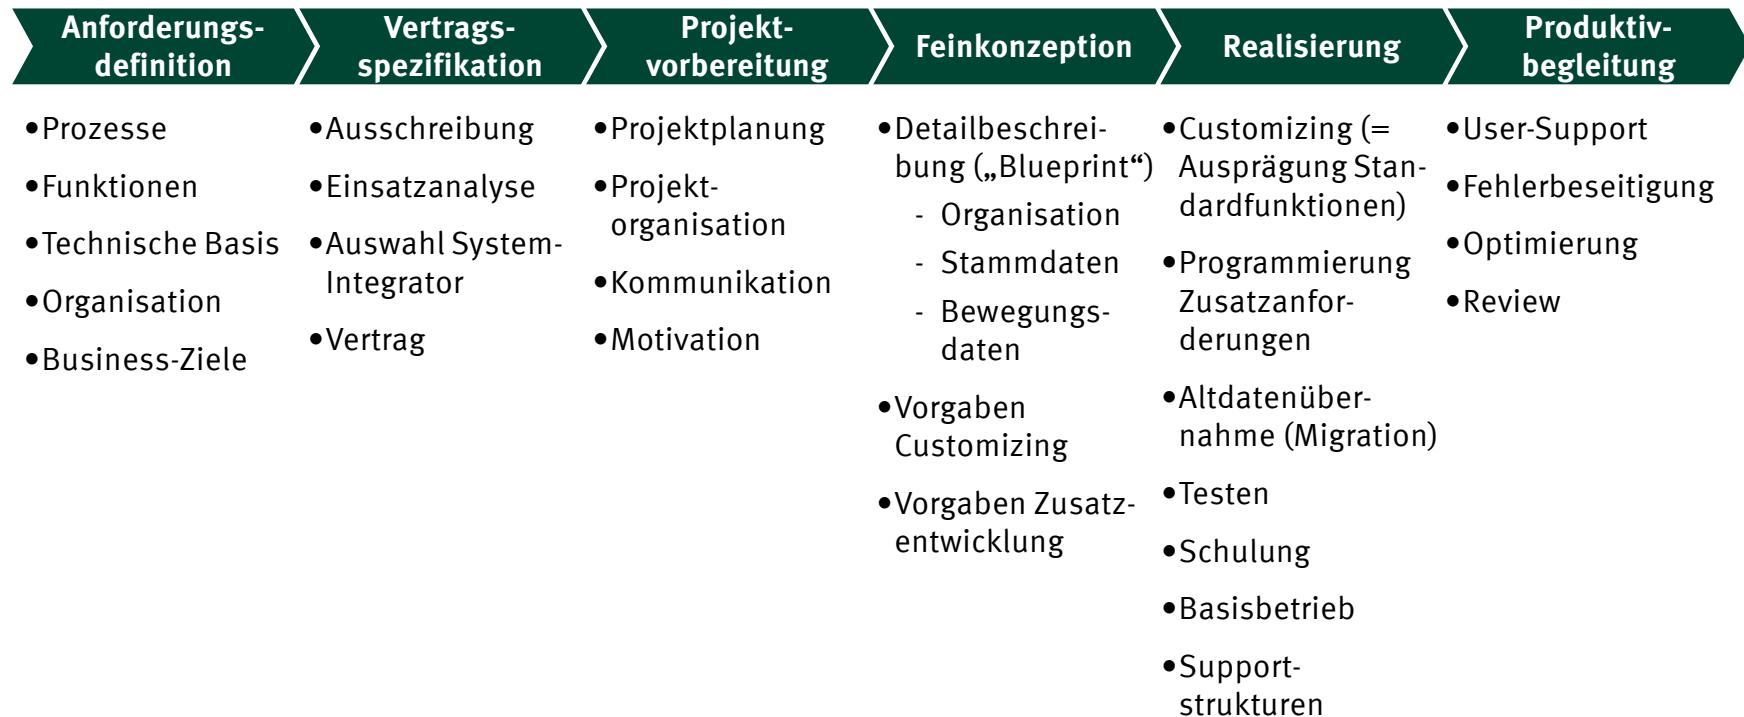 Anforderungs-
definition
Vertrags-
spezifikation
Projekt-
vorbereitung
Feinkonzeption
Realisierung
Produktiv-
begleitung
•Prozesse
•Funktionen
•Technische Basis
•Organisation
•Business-Ziele
•Ausschreibung
•Einsatzanalyse
•Auswahl System-
Integrator
•Vertrag
•Projektplanung
•Projekt-
organisation
•Kommunikation
•Motivation
•Detailbeschrei-
bung („Blueprint“)
- Organisation
- Stammdaten
- Bewegungs-
daten
•Vorgaben
Customizing
•Vorgaben Zusatz-
entwicklung
•Customizing (=
Ausprägung Stan-
dardfunktionen)
•Programmierung
Zusatzanfor-
derungen
•Altdatenüber-
nahme (Migration)
•Testen
•Schulung
•Basisbetrieb
•Support-
strukturen
•User-Support
•Fehlerbeseitigung
•Optimierung
•Review